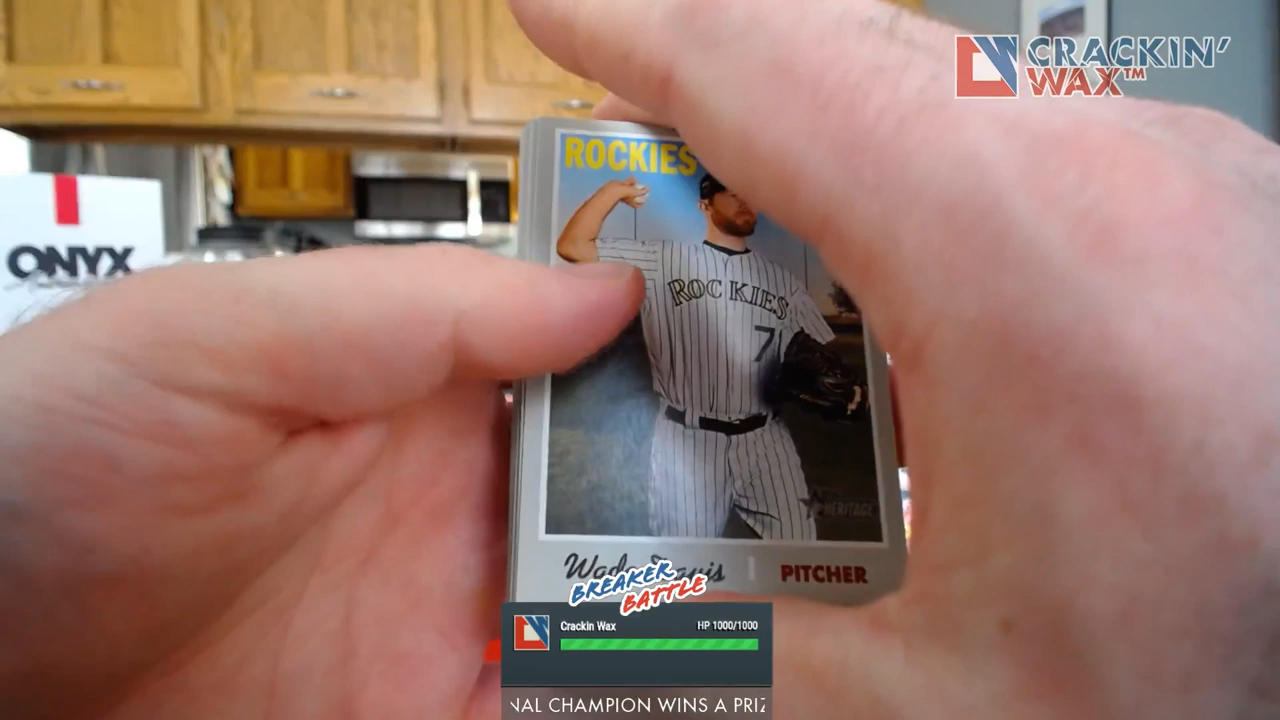 CRACKIN'
WAX™
ROCKIES
ONYX
ROCKIES
7
HERITAGE
PITCHER
BREAKER
BATTLE
Crackin Wax HP 1000/1000
NAL CHAMPION WINS A PRIZ